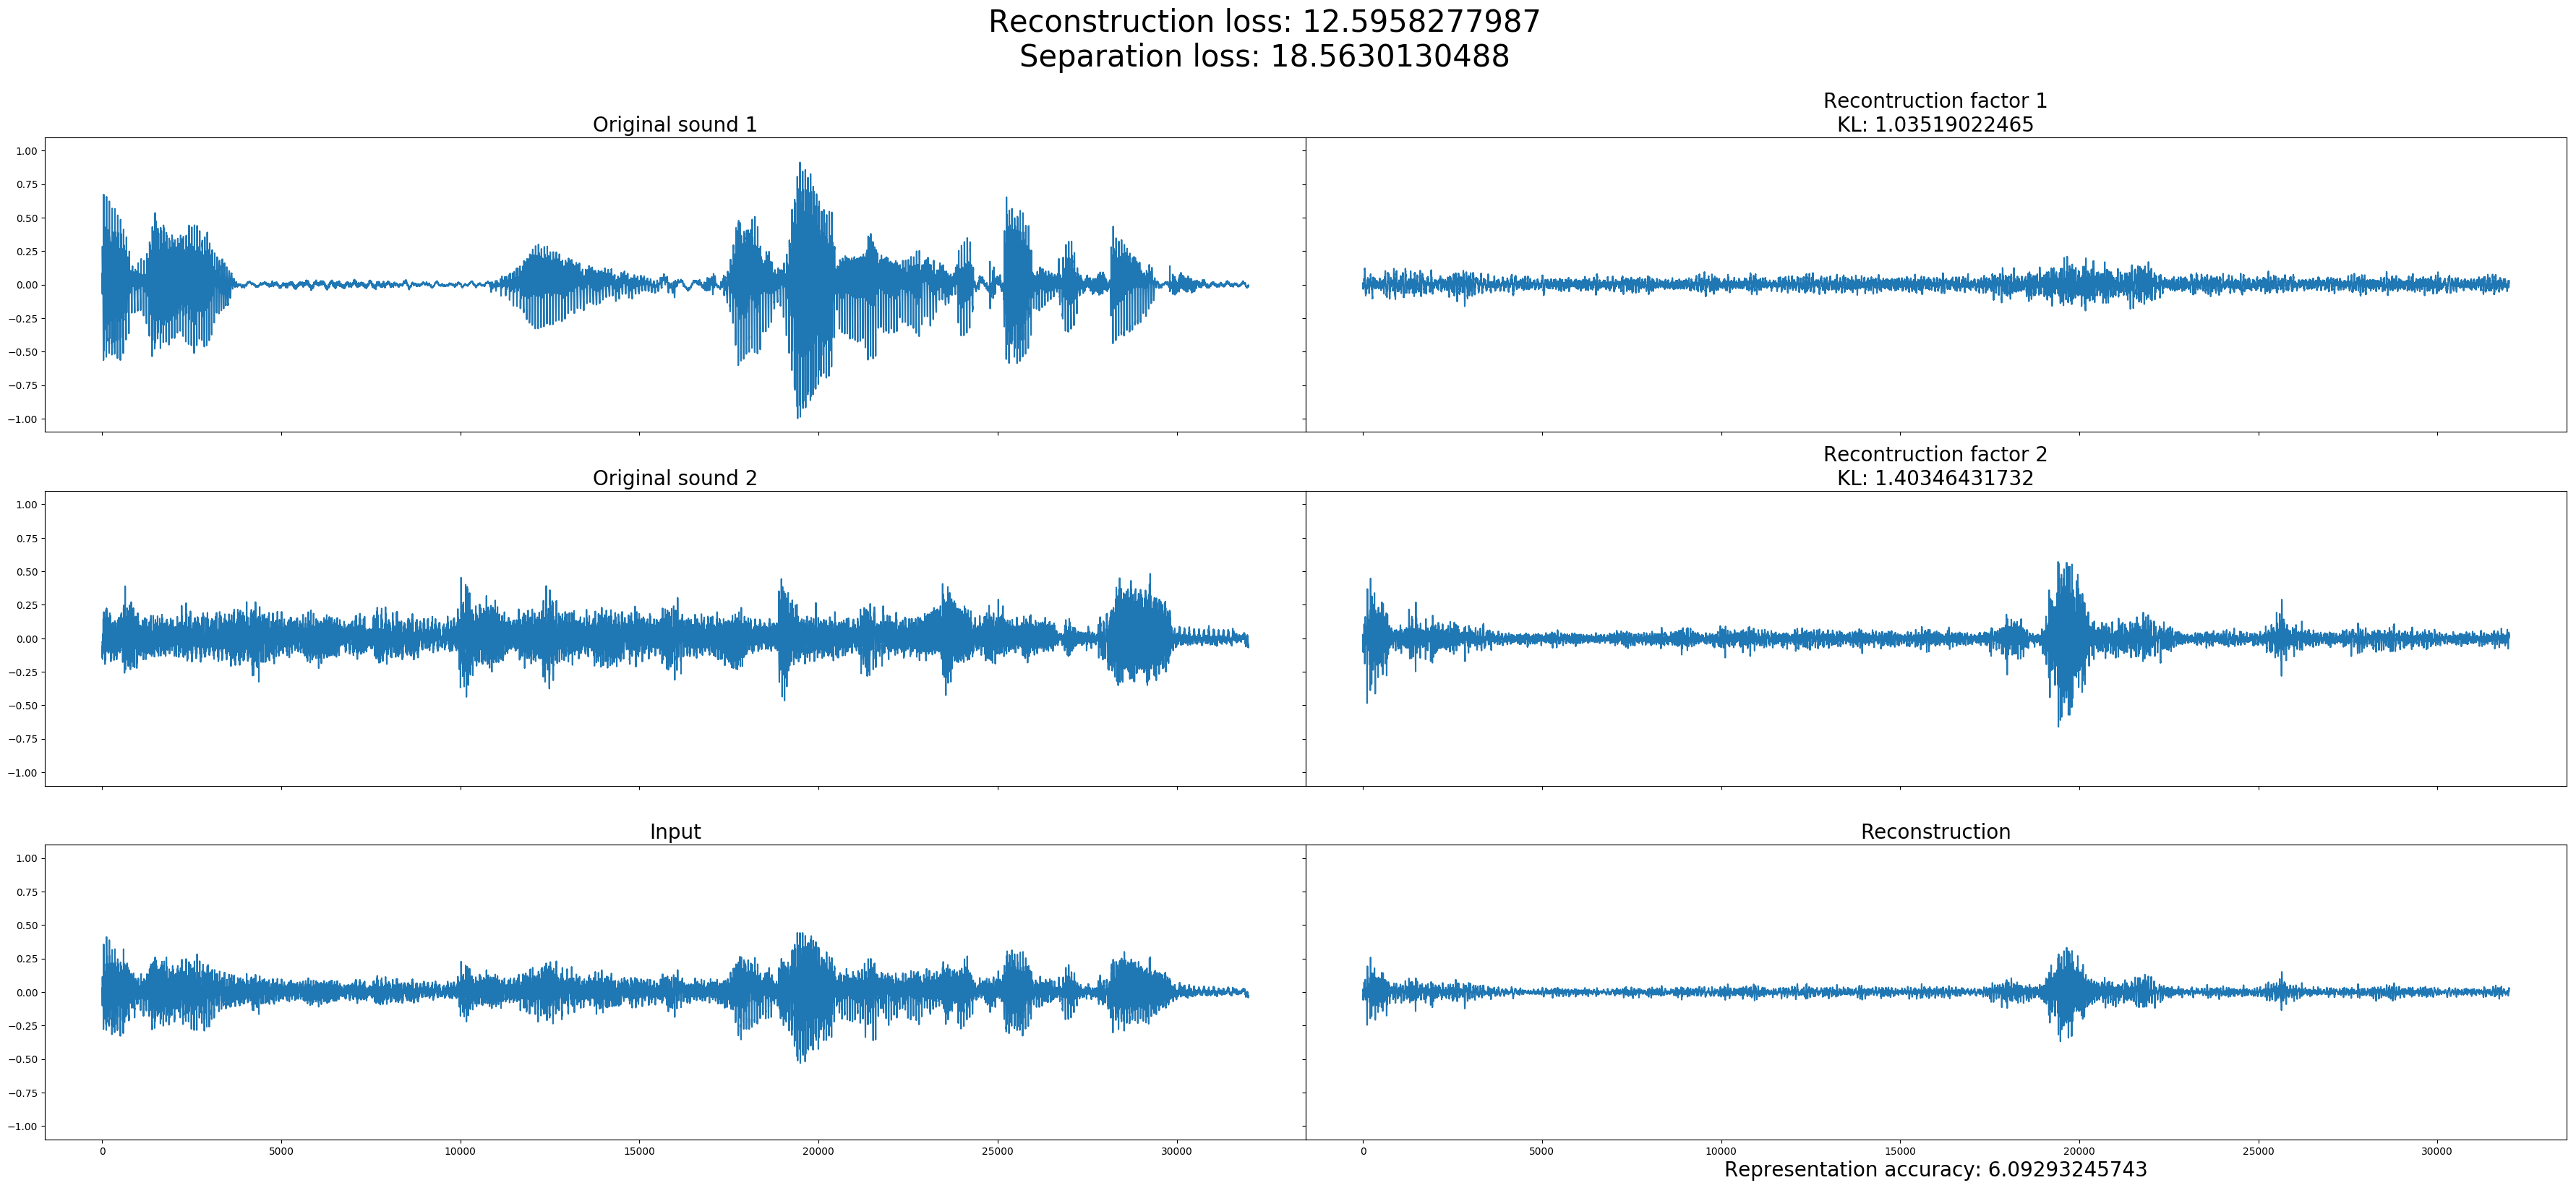 Reconstruction loss: 12.5958277987
Separation loss: 18.5630130488
Original sound 1
Recontruction factor 1
KL: 1.03519022465
1.00
0.75
0.50
0.25
0.00
−0.25
−0.50
−0.75
−1.00
Original sound 2
Recontruction factor 2
KL: 1.40346431732
1.00
0.75
0.50
0.25
0.00
−0.25
−0.50
−0.75
−1.00
Input
Reconstruction
1.00
0.75
0.50
0.25
0.00
−0.25
−0.50
−0.75
−1.00
0 5000 10000 15000 20000 25000 30000
0 5000 10000 15000 20000 25000 30000
Representation accuracy: 6.09293245743